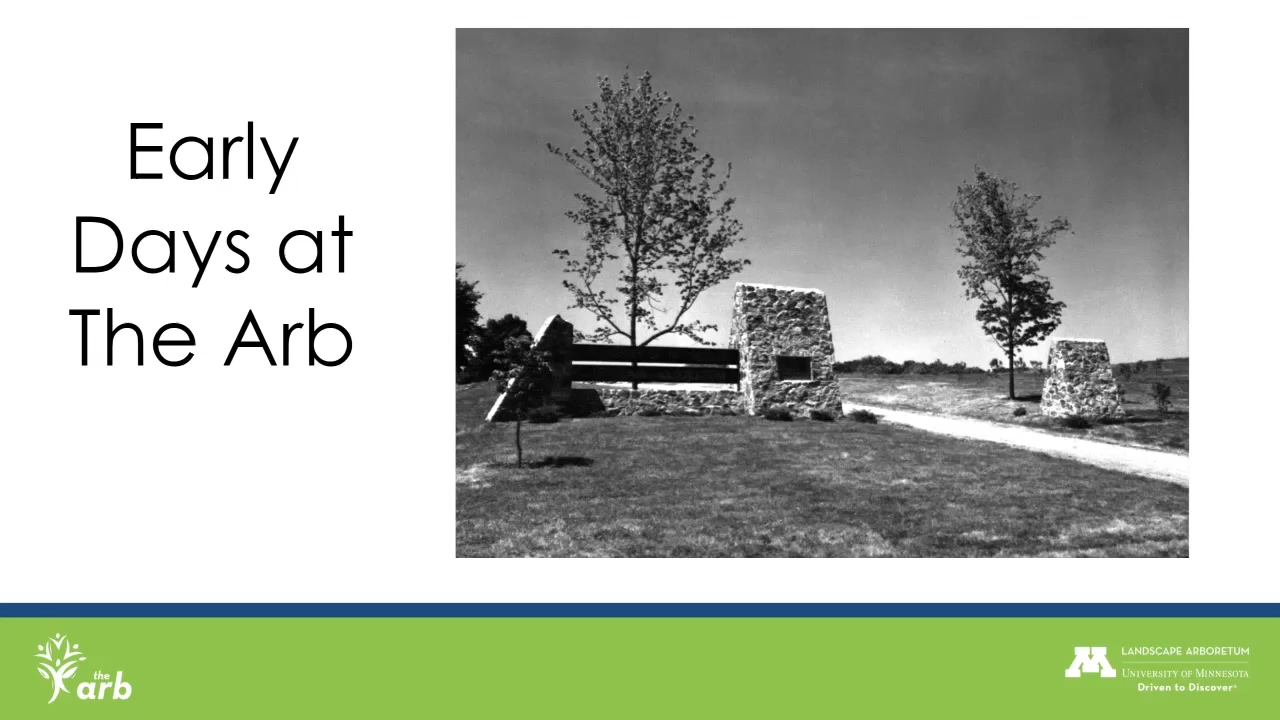 Early
Days at
The Arb
the
arb
LANDSCAPE ARBORETUM
UNIVERSITY OF MINNESOTA
Driven to Discover